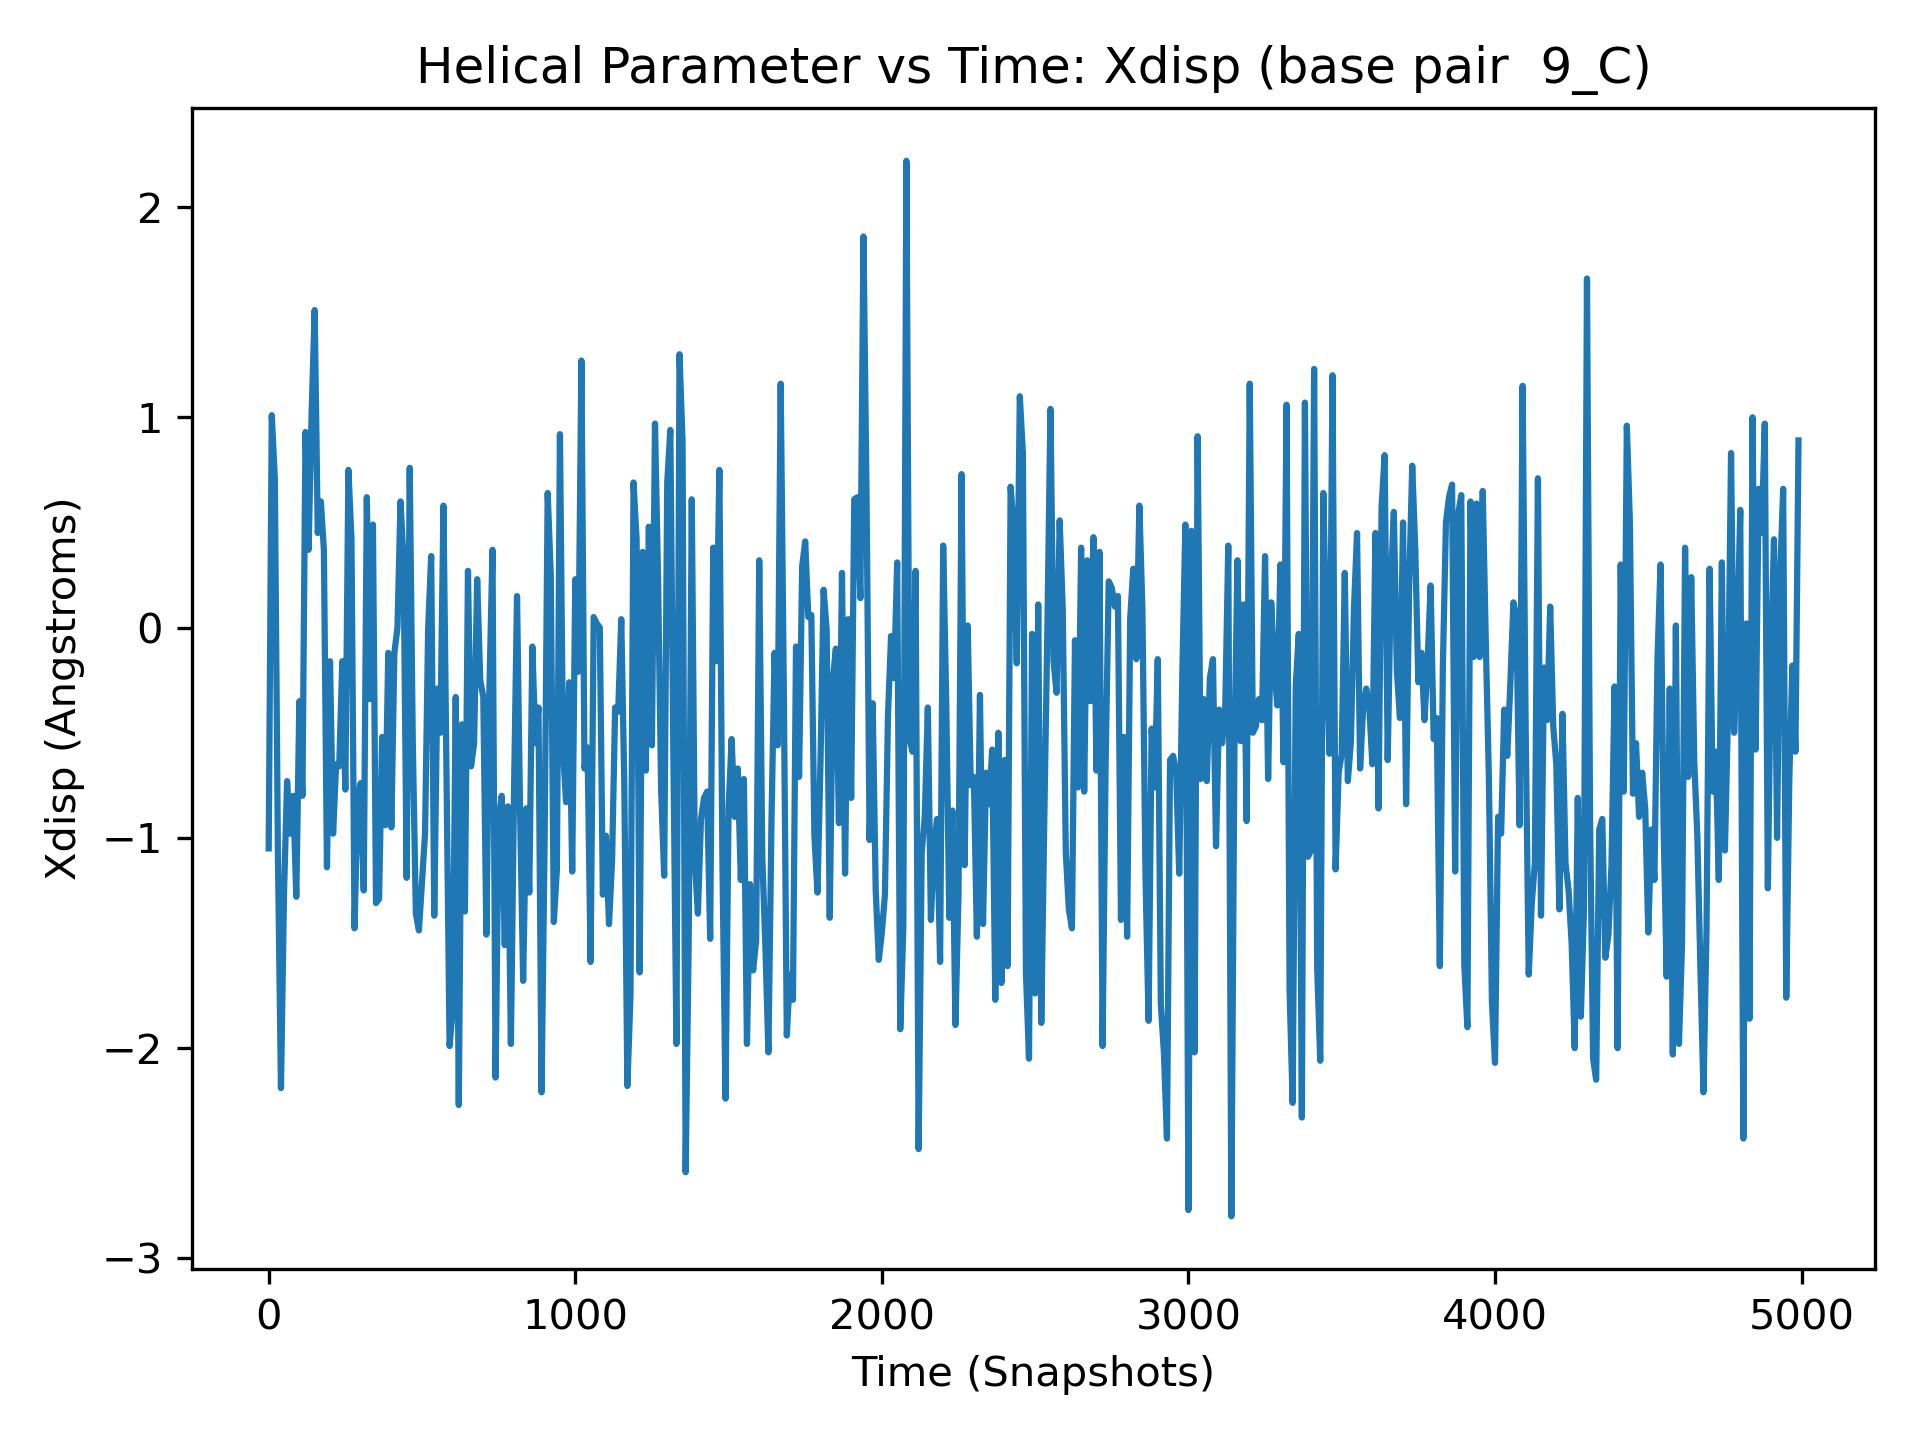 Helical Parameter vs Time: Xdisp (base pair  9_C)
Xdisp (Angstroms)
2
1
0
−1
−2
−3
0 1000 2000 3000 4000 5000
Time (Snapshots)